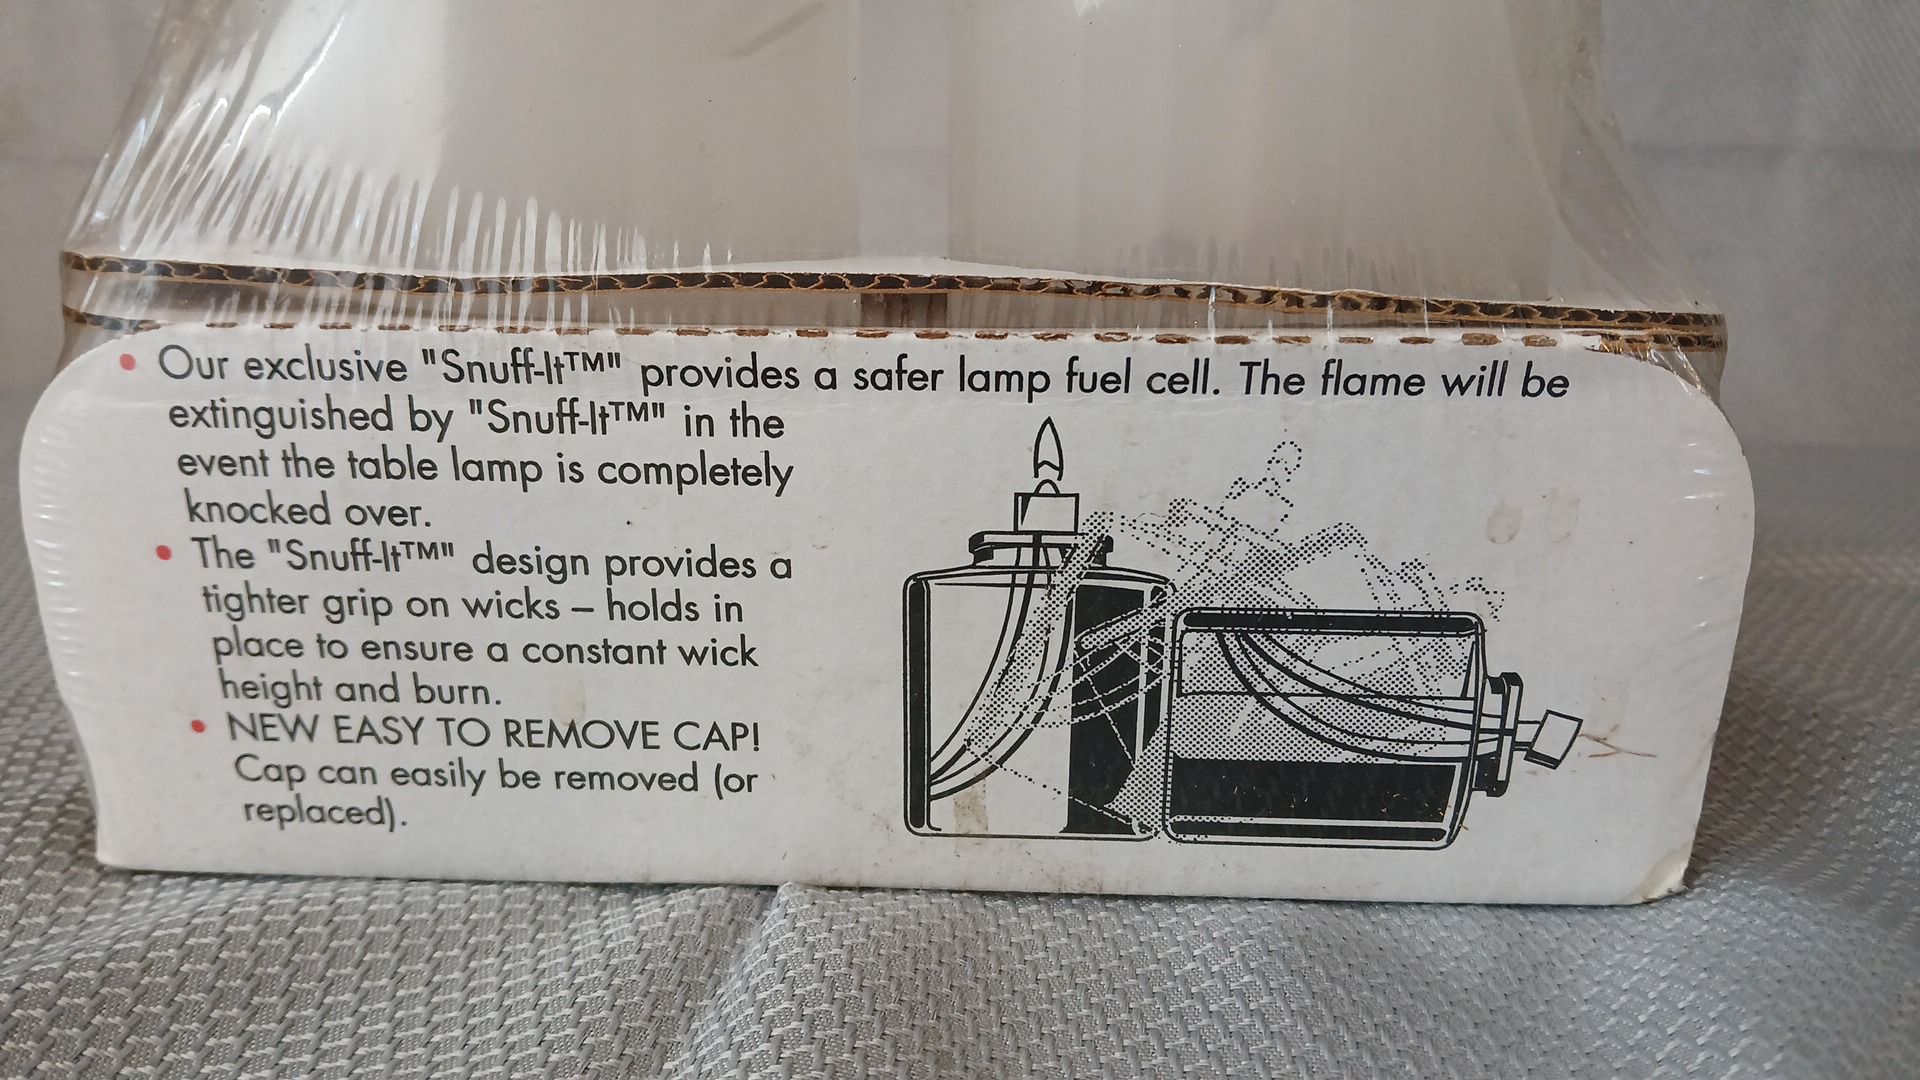 • Our exclusive "Snuff-It™" provides a safer lamp fuel cell. The flame will be
extinguished by "Snuff-It™" in the
event the table lamp is completely
knocked over.
• The "Snuff-It™" design provides a
tighter grip on wicks – holds in
place to ensure a constant wick
height and burn.
• NEW EASY TO REMOVE CAP!
Cap can easily be removed (or
replaced).